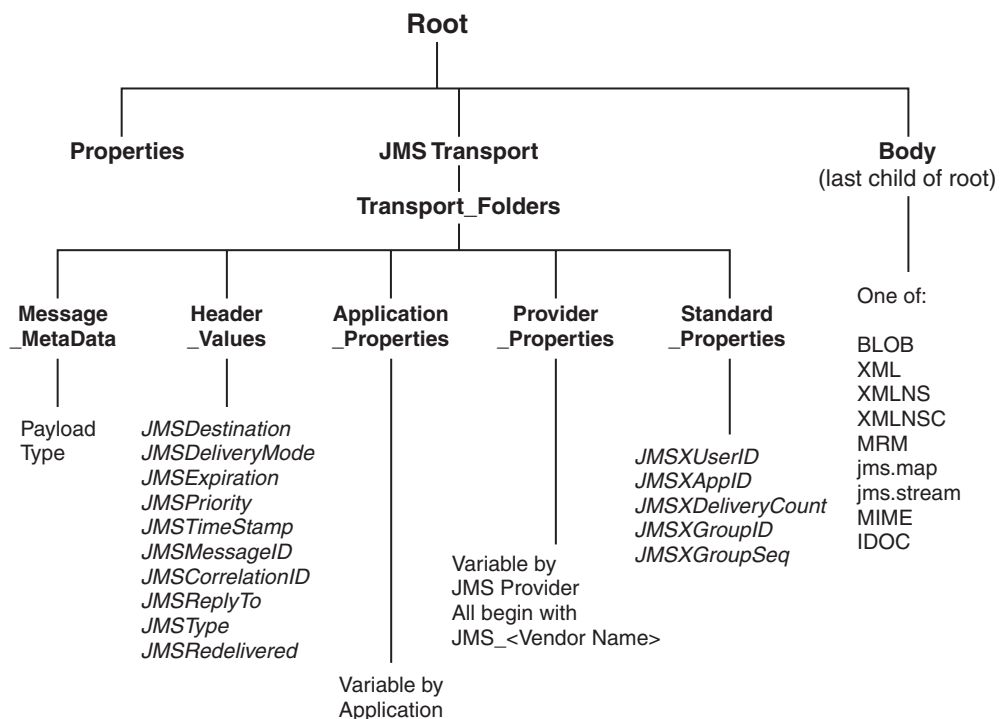 Root
Properties
JMS Transport
Body
(last child of root)
Transport_Folders
Message
_MetaData
Header
_Values
Application
_Properties
Provider
_Properties
Standard
_Properties
One of:
BLOB
XML
XMLNS
XMLNSC
MRM
jms.map
jms.stream
MIME
IDOC
Payload
Type
JMSDestination
JMSDeliveryMode
JMSExpiration
JMSPriority
JMSTimeStamp
JMSMessageID
JMSCorrelationID
JMSReplyTo
JMSType
JMSRedelivered
Variable by
Application
Variable by
JMS Provider
All begin with
JMS_<Vendor Name>
JMSXUserID
JMSXAppID
JMSXDeliveryCount
JMSXGroupID
JMSXGroupSeq